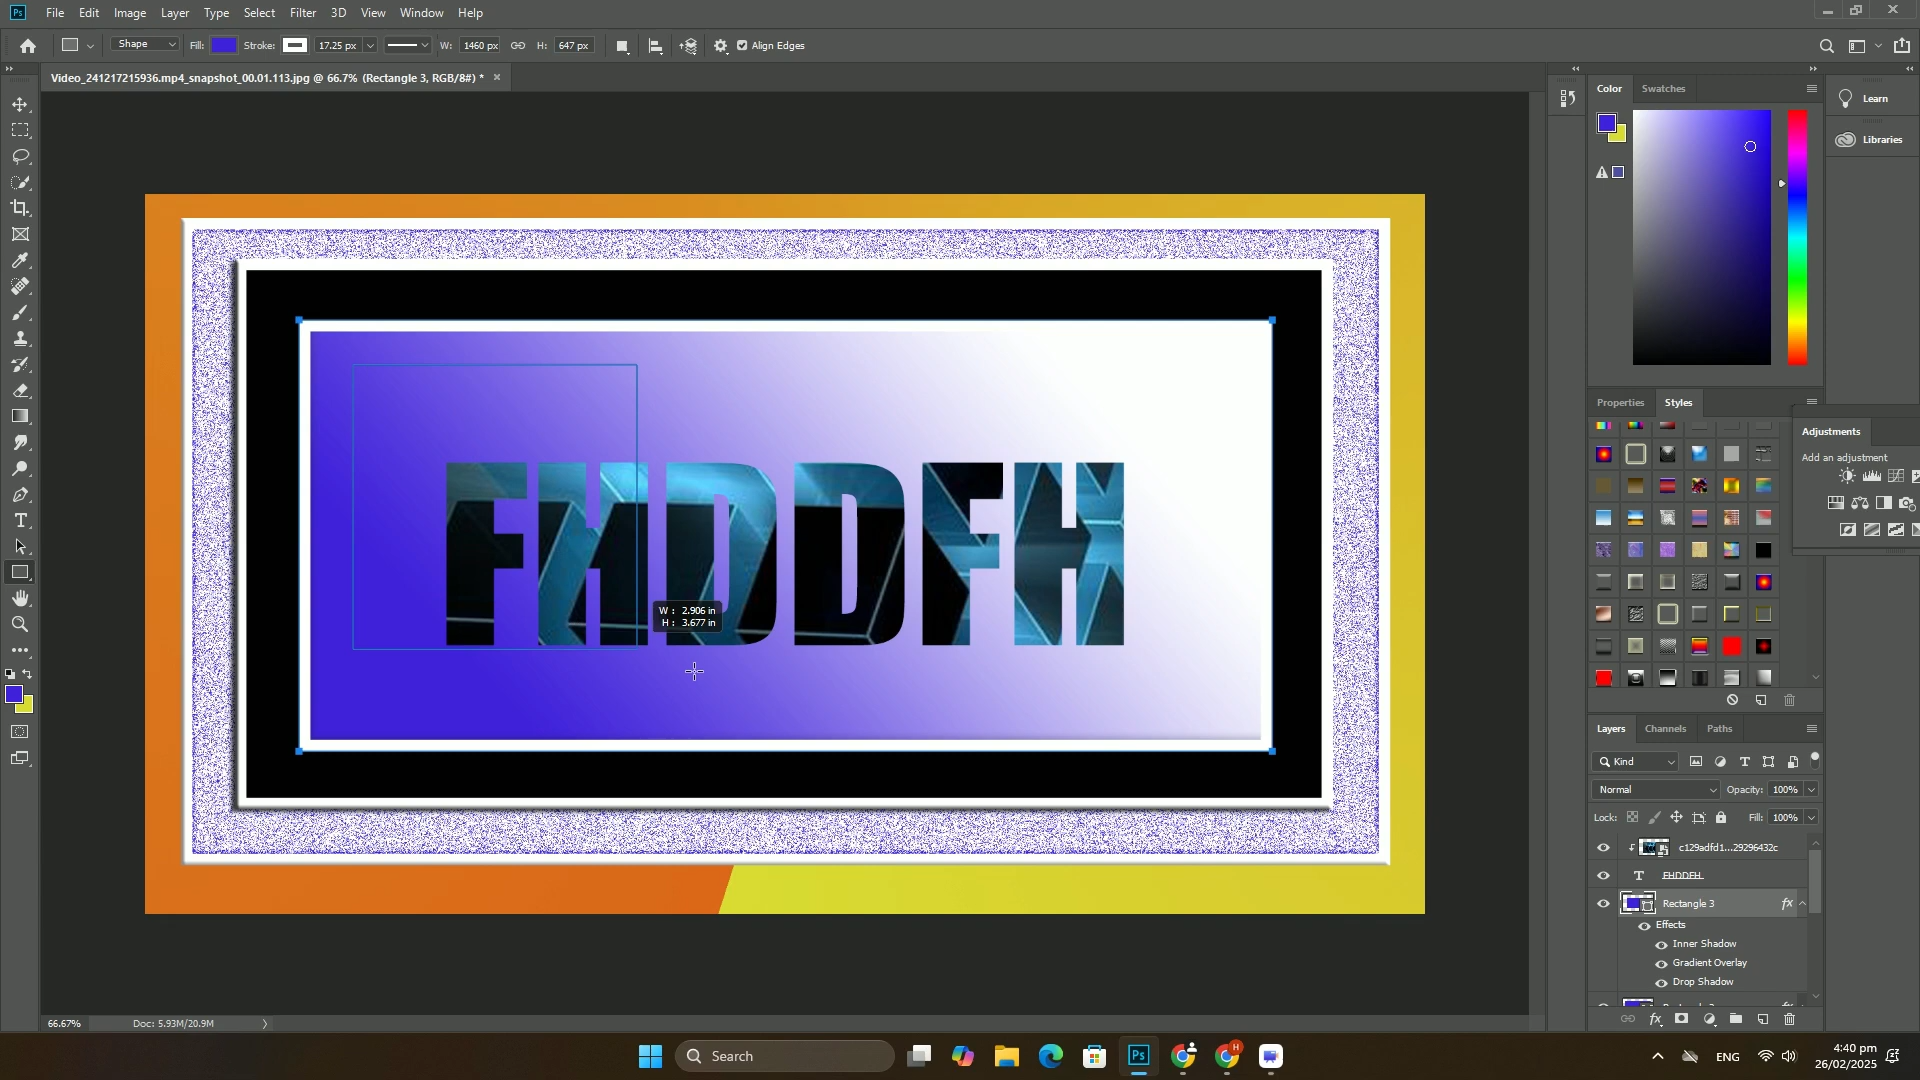 Ps File Edit Image Layer Type Select Filter 3D View Window Help
Shape Fill: Stroke: 17.25 px W: 1460 px H: 647 px Align Edges
Video_241217215936.mp4_snapshot_00.01.113.jpg @ 66.7% (Rectangle 3, RGB/8#) *
Color Swatches
Learn
Libraries
FHDDFH
W : 2.906 in
H : 3.677 in
Properties Styles
Adjustments
Add an adjustment
Layers Channels Paths
Kind
Normal Opacity: 100%
Lock: Fill: 100%
c129adfd1...29296432c
FHDDFH
Rectangle 3 fx
Effects
Inner Shadow
Gradient Overlay
Drop Shadow
66.67% Doc: 5.93M/20.9M
Search
Ps
H
ENG
4:40 pm
26/02/2025